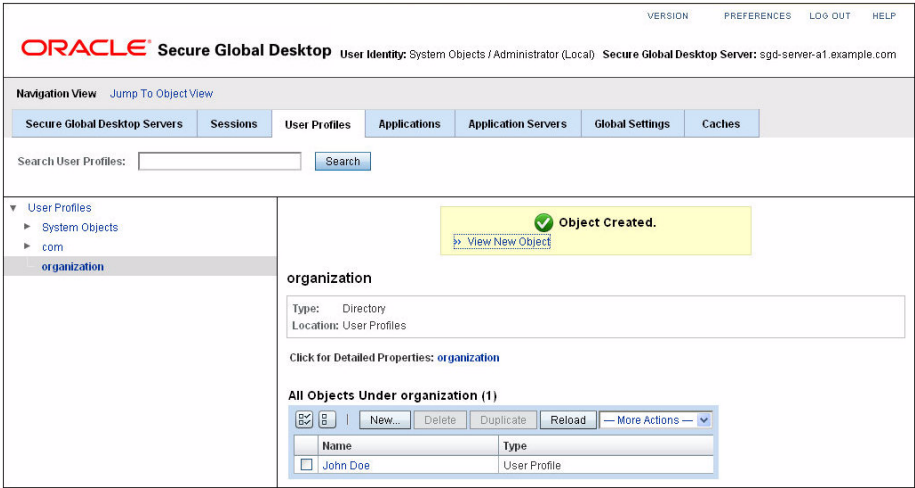 VERSION PREFERENCES LOG OUT HELP
ORACLE® Secure Global Desktop User Identity: System Objects / Administrator (Local) Secure Global Desktop Server: sgd-server-a1.example.com
Navigation View Jump To Object View
Secure Global Desktop Servers Sessions User Profiles Applications Application Servers Global Settings Caches
Search User Profiles: Search
User Profiles
System Objects
com
organization
Object Created.
>> View New Object
organization
Type: Directory
Location: User Profiles
Click for Detailed Properties: organization
All Objects Under organization (1)
New... Delete Duplicate Reload — More Actions —
Name Type
John Doe User Profile